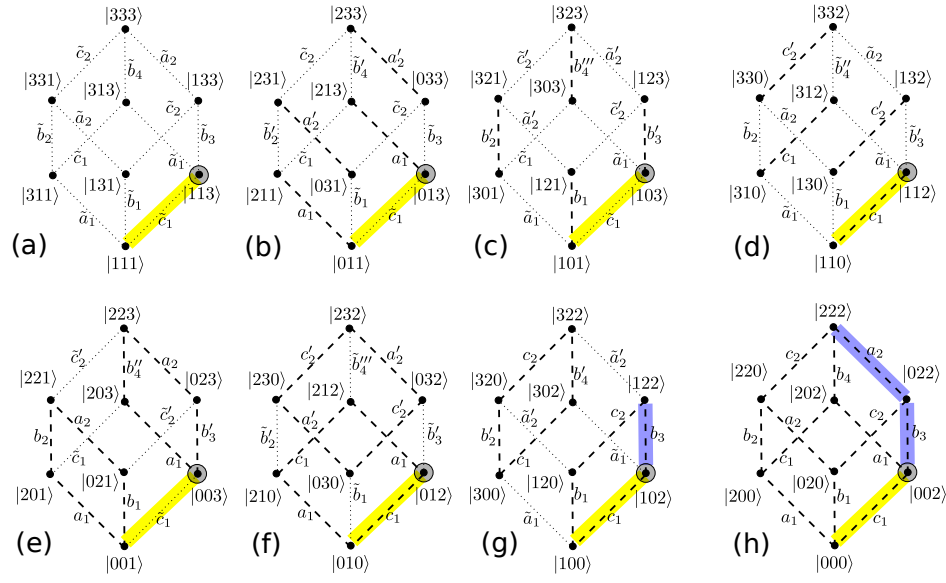 |333⟩
c̃₂ b̃₄ ã₂
|331⟩ |313⟩ |133⟩
b̃₂ ã₂ c̃₂ b̃₃
c̃₁ ã₁
|311⟩ |131⟩ |113⟩
ã₁ b̃₁ c̃₁
(a)
|111⟩
|233⟩
c̃₂ b̃′₄ a′₂
|231⟩ |213⟩ |033⟩
b̃′₂ a′₂ c̃₂ b̃₃
c̃₁ a₁
|211⟩ |031⟩ |013⟩
a₁ b̃₁ c̃₁
(b)
|011⟩
|323⟩
c̃′₂ b‴₄ ã′₂
|321⟩ |303⟩ |123⟩
b′₂ ã′₂ c̃′₂ b′₃
c̃₁ ã₁
|301⟩ |121⟩ |103⟩
ã₁ b₁ c̃₁
(c)
|101⟩
|332⟩
c′₂ b̃″₄ ã₂
|330⟩ |312⟩ |132⟩
b̃₂ ã₂ c′₂ b̃′₃
c̃₁ ã₁
|310⟩ |130⟩ |112⟩
ã₁ b̃₁ c₁
(d)
|110⟩
|223⟩
c̃′₂ b″₄ a₂
|221⟩ |203⟩ |023⟩
b₂ a₂ c̃′₂ b′₃
c̃₁ a₁
|201⟩ |021⟩ |003⟩
a₁ b₁ c̃₁
(e)
|001⟩
|232⟩
c′₂ b̃‴₄ a′₂
|230⟩ |212⟩ |032⟩
b̃′₂ a′₂ c′₂ b̃′₃
c₁ a₁
|210⟩ |030⟩ |012⟩
a₁ b̃₁ c₁
(f)
|010⟩
|322⟩
c₂ b′₄ ã′₂
|320⟩ |302⟩ |122⟩
b′₂ ã′₂ c₂ b₃
c₁ ã₁
|300⟩ |120⟩ |102⟩
ã₁ b₁ c₁
(g)
|100⟩
|222⟩
c₂ b₄ a₂
|220⟩ |202⟩ |022⟩
b₂ a₂ c₂ b₃
c₁ a₁
|200⟩ |020⟩ |002⟩
a₁ b₁ c₁
(h)
|000⟩